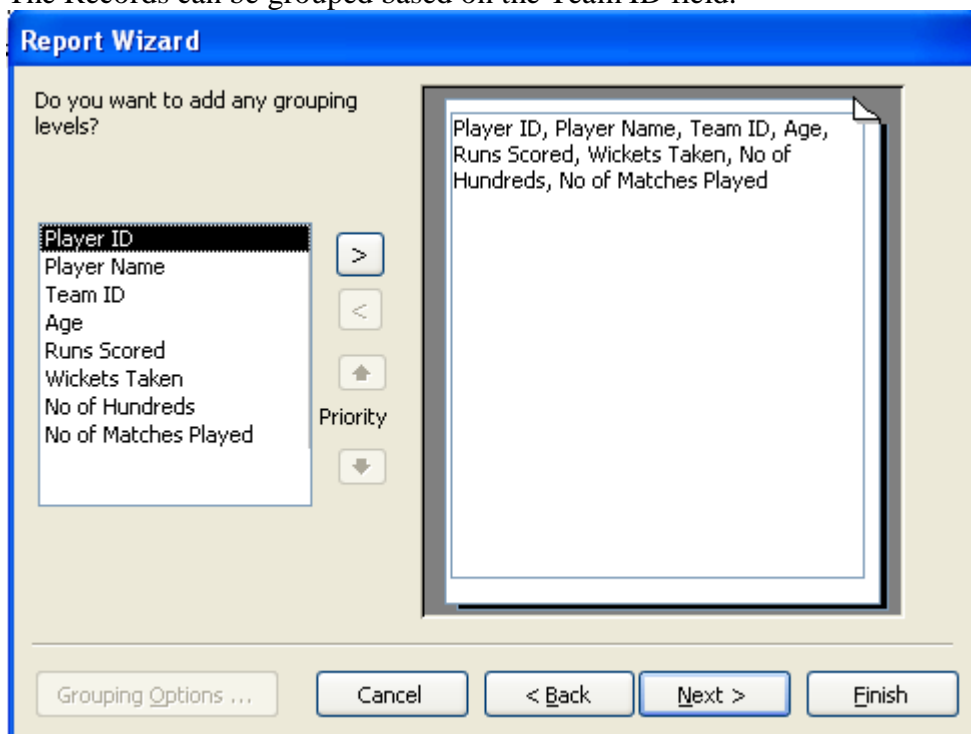 The Records can be grouped based on the Team ID field.
Report Wizard
Do you want to add any grouping
levels?
Player ID
Player Name
Team ID
Age
Runs Scored
Wickets Taken
No of Hundreds
No of Matches Played
>
<
Priority
Player ID, Player Name, Team ID, Age,
Runs Scored, Wickets Taken, No of
Hundreds, No of Matches Played
Grouping Options ...
Cancel
< Back
Next >
Finish